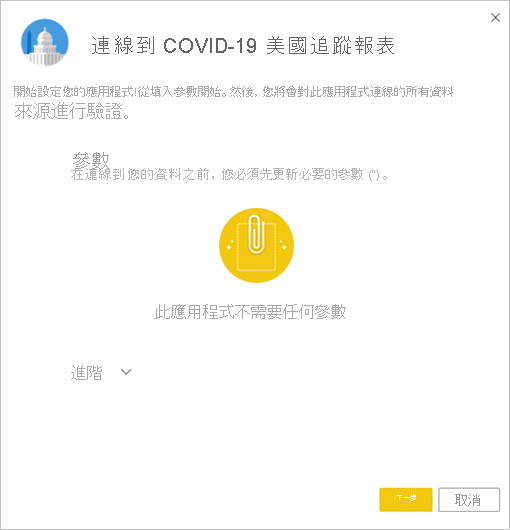 連線到 COVID-19 美國追蹤報表
開始設定您的應用程式!從填入參數開始。然後, 您將會對此應用程式連線的所有資料
來源進行驗證。
參數
在連線到您的資料之前, 您必須先更新必要的參數 (*) 。
此應用程式不需要任何參數
進階
下一步
取消